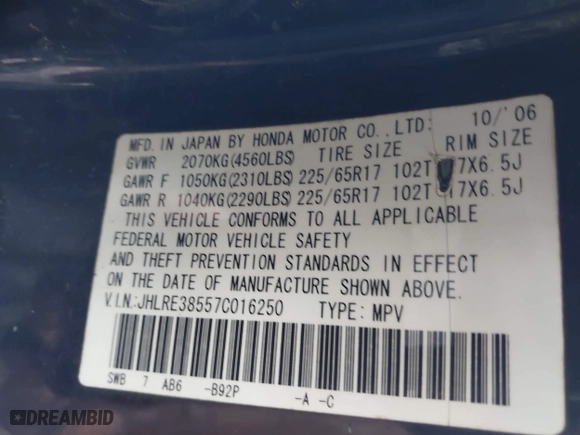 10/'06
MFD. IN JAPAN BY HONDA MOTOR CO., LTD.
GVWR 2070KG(4560LBS) TIRE SIZE RIM SIZE
GAWR F 1050KG(2310LBS) 225/65R17 102T 17X6.5J
GAWR R 1040KG(2290LBS) 225/65R17 102T 17X6.5J
THIS VEHICLE CONFORMS TO ALL APPLICABLE
FEDERAL MOTOR VEHICLE SAFETY
AND THEFT PREVENTION STANDARDS IN EFFECT
ON THE DATE OF MANUFACTURE SHOWN ABOVE.
V.I.N:JHLRE38557C016250 TYPE: MPV
SWB 7 AB6 -B92P -A -C
DREAMBID